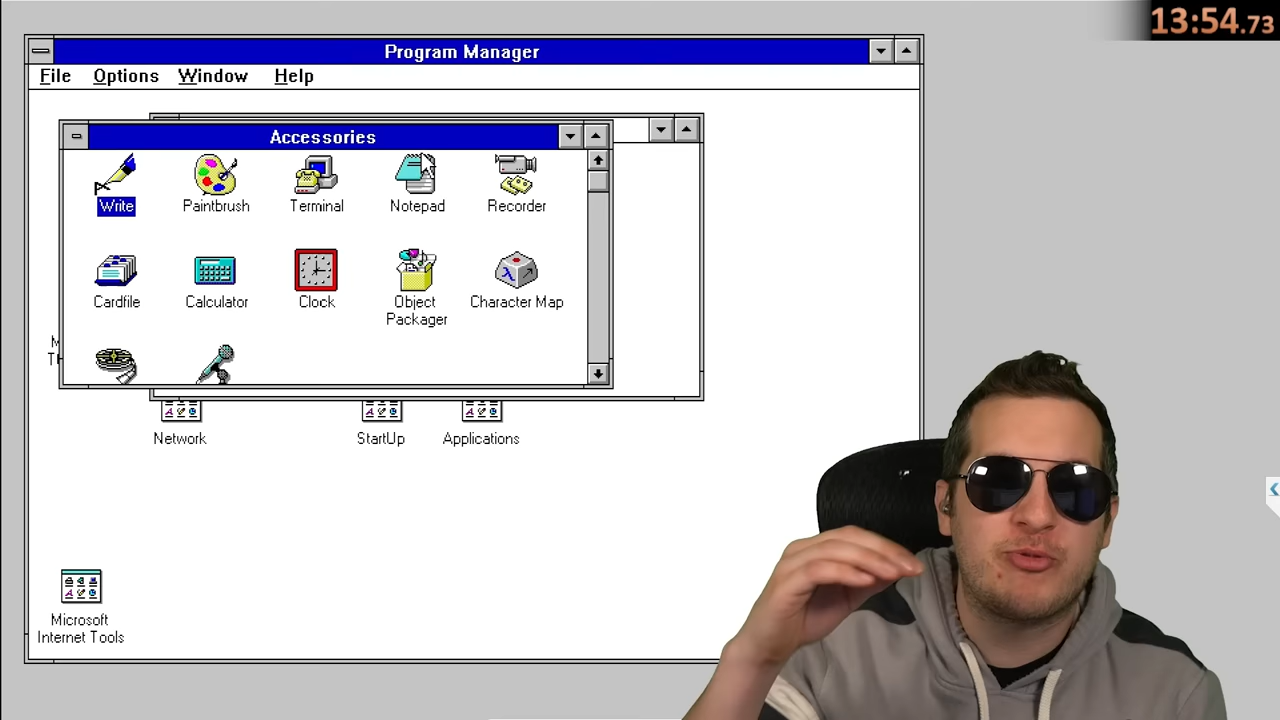 13:54.73
Program Manager
File Options Window Help
Accessories
Write Paintbrush Terminal Notepad Recorder
Cardfile Calculator Clock Object Packager Character Map
Network StartUp Applications
Microsoft
Internet Tools